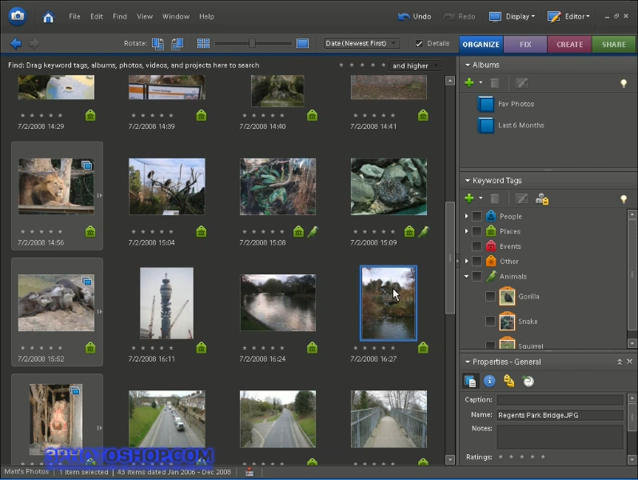 File Edit Find View Window Help
Undo Redo Display Editor
Rotate: Date (Newest First) Details
ORGANIZE FIX CREATE SHARE
Find: Drag keyword tags, albums, photos, videos, and projects here to search
and higher
Albums
Fav Photos
Last 6 Months
7/2/2008 14:29 7/2/2008 14:39 7/2/2008 14:40 7/2/2008 14:41
Keyword Tags
People
Places
Events
Other
Animals
Gorilla
Snake
Squirrel
7/2/2008 14:56 7/2/2008 15:04 7/2/2008 15:08 7/2/2008 15:09
7/2/2008 15:52 7/2/2008 16:11 7/2/2008 16:24 7/2/2008 16:27
Properties - General
Caption:
Name: Regents Park Bridge.JPG
Notes:
Ratings:
Matt's Photos 1 item selected 43 items dated Jan 2006 - Dec 2008